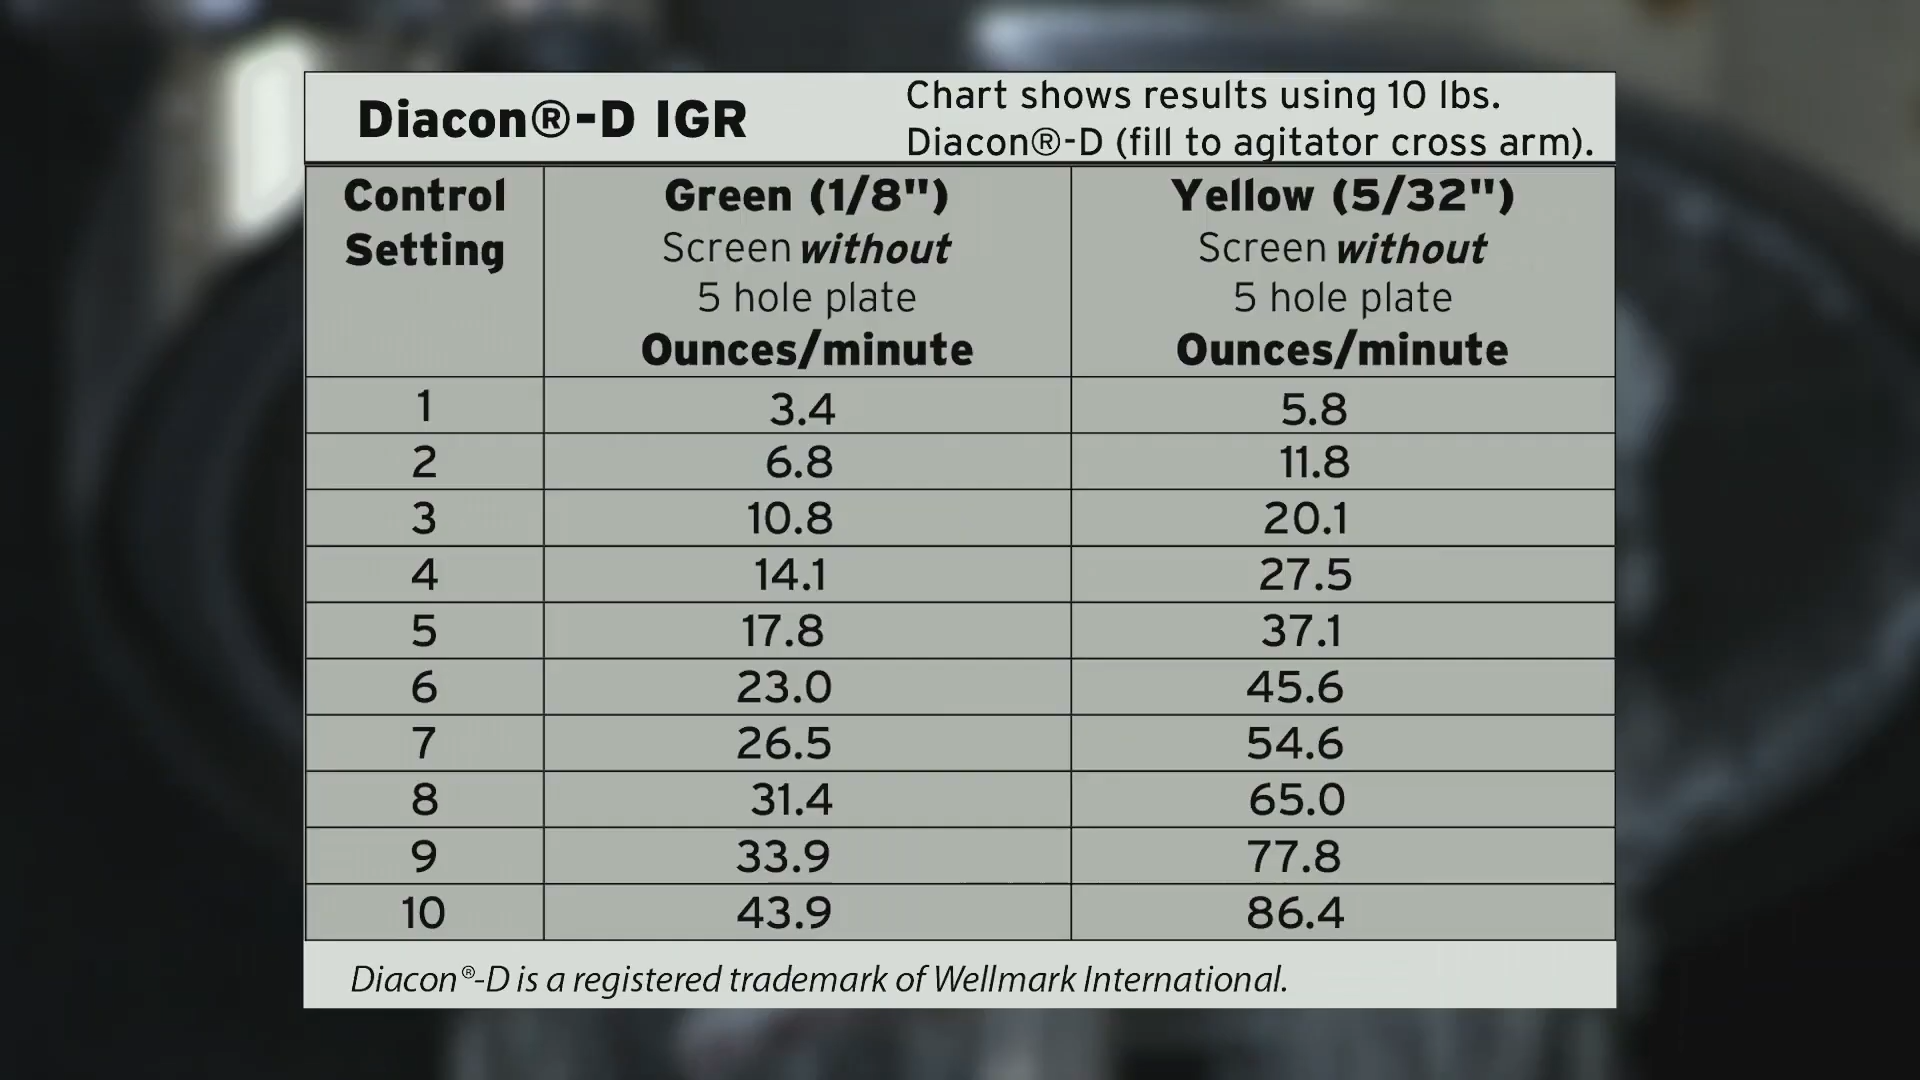 Diacon®-D IGR
Chart shows results using 10 lbs.
Diacon®-D (fill to agitator cross arm).
Control
Setting
Green (1/8")
Screen without
5 hole plate
Ounces/minute
Yellow (5/32")
Screen without
5 hole plate
Ounces/minute
1 3.4 5.8
2 6.8 11.8
3 10.8 20.1
4 14.1 27.5
5 17.8 37.1
6 23.0 45.6
7 26.5 54.6
8 31.4 65.0
9 33.9 77.8
10 43.9 86.4
Diacon®-D is a registered trademark of Wellmark International.